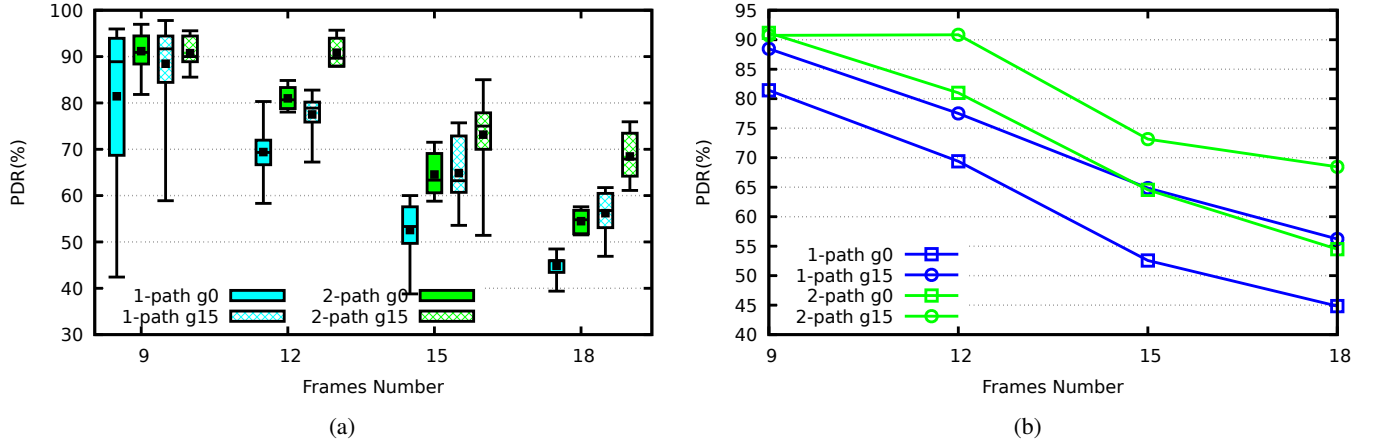 100
90
80
70
60
50
40
30
PDR(%)
1-path g0
2-path g0
1-path g15
2-path g15
9
12
15
18
Frames Number
(a)
95
90
85
80
75
70
65
60
55
50
45
40
PDR(%)
1-path g0
1-path g15
2-path g0
2-path g15
9
12
15
18
Frames Number
(b)